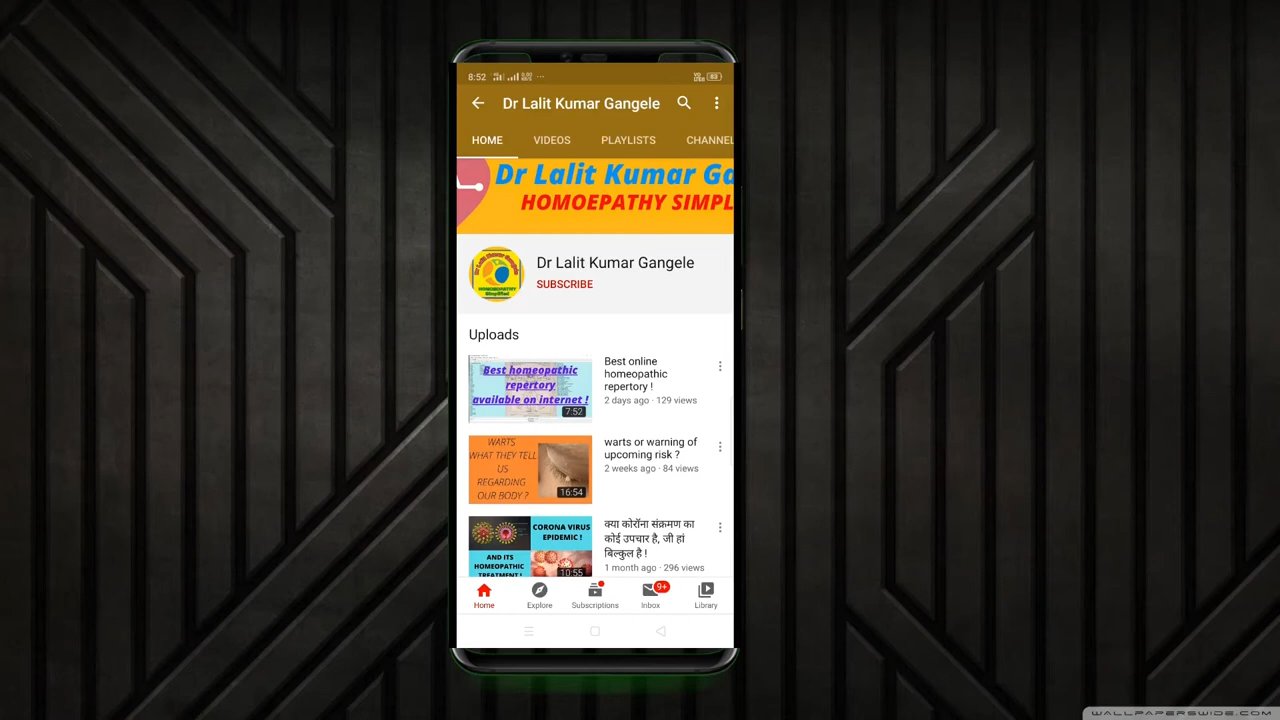 8:52
83
Dr Lalit Kumar Gangele
HOME VIDEOS PLAYLISTS CHANNEL
Dr Lalit Kumar Ga
HOMOEPATHY SIMPL
Dr Lalit Kumar Gangele
SUBSCRIBE
Uploads
Best homeopathic
repertory
available on internet !
7:52
Best online
homeopathic
repertory !
2 days ago · 129 views
WARTS
WHAT THEY TELL
US
REGARDING
OUR BODY ?
16:54
warts or warning of
upcoming risk ?
2 weeks ago · 84 views
CORONA VIRUS
EPIDEMIC !
AND ITS
HOMEOPATHIC
TREATMENT !
10:55
क्या कोरॉना संक्रमण का
कोई उपचार है, जी हां
बिल्कुल है !
1 month ago · 296 views
9+
Home Explore Subscriptions Inbox Library
WALLPAPERSWIDE.COM